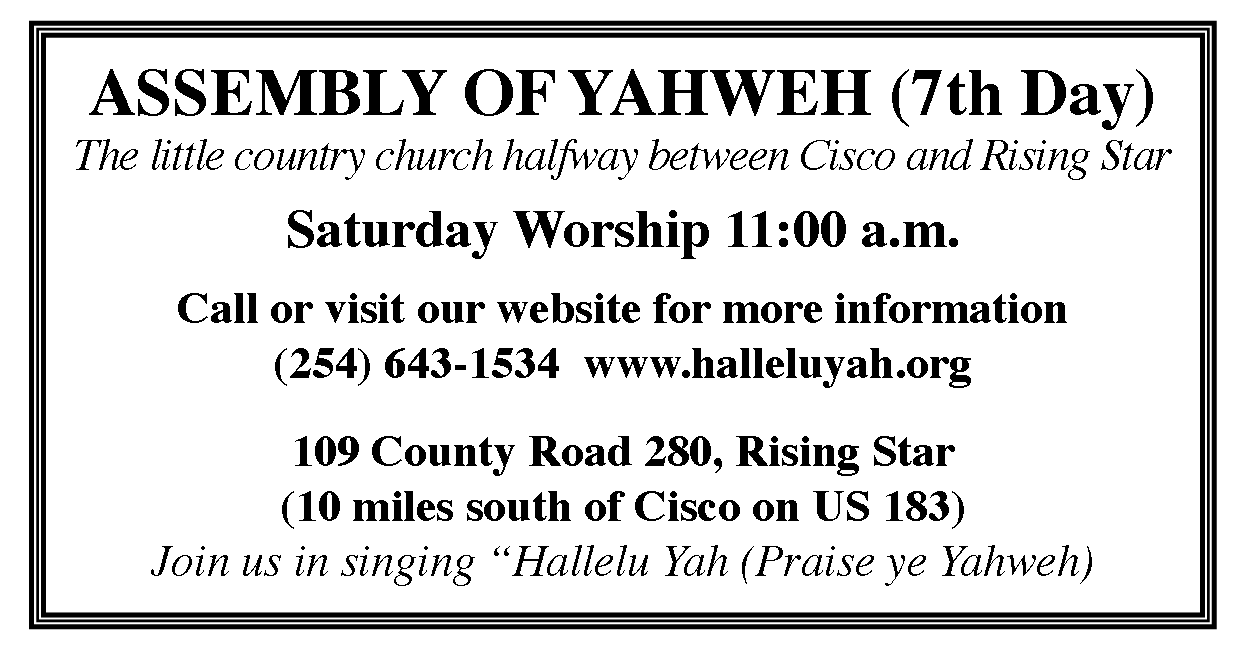 ASSEMBLY OF YAHWEH (7th Day)
The little country church halfway between Cisco and Rising Star
Saturday Worship 11:00 a.m.
Call or visit our website for more information
(254) 643-1534 www.halleluyah.org
109 County Road 280, Rising Star
(10 miles south of Cisco on US 183)
Join us in singing “Hallelu Yah (Praise ye Yahweh)